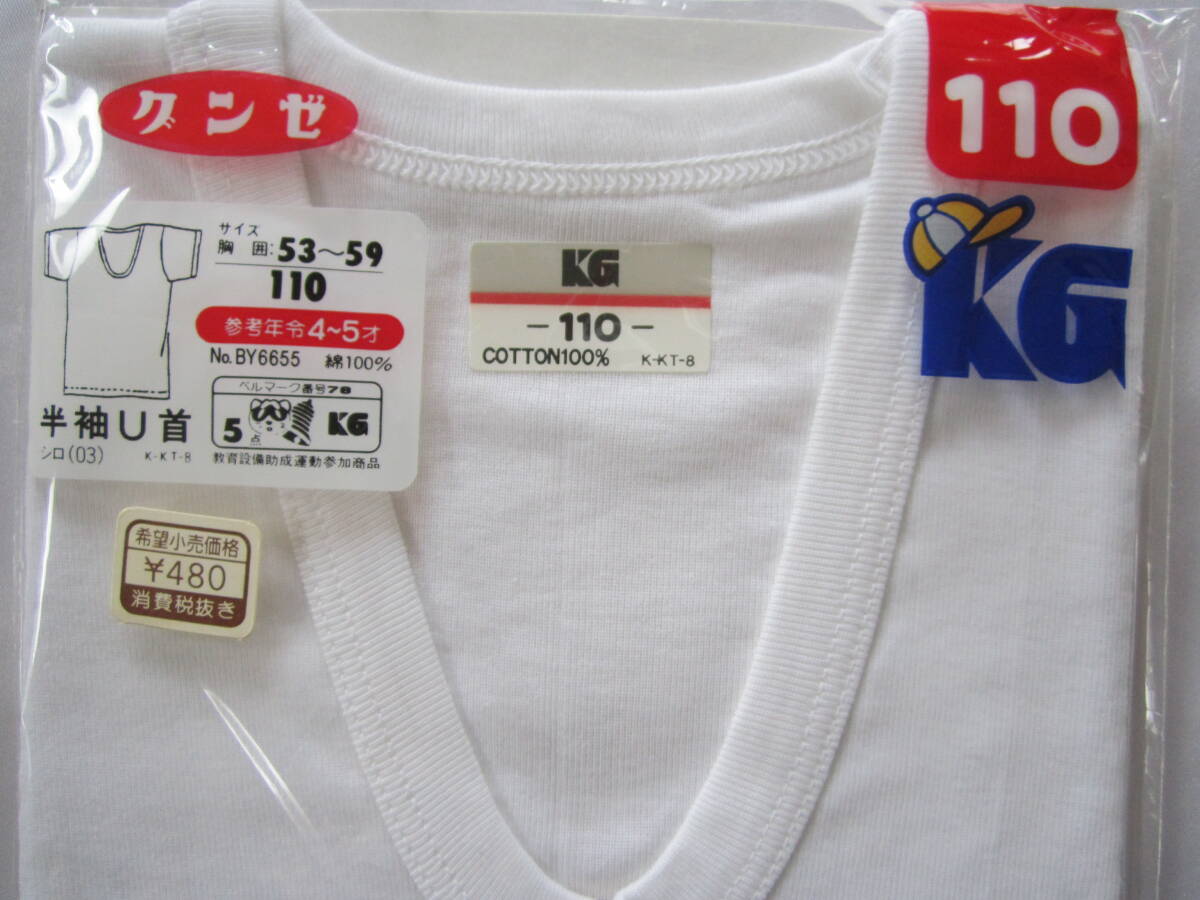 グンゼ
110
KG
サイズ
胸囲:53〜59
110
参考年令4~5才
No.BY6655 綿100%
ベルマーク番号78
5点 KG
教育設備助成運動参加商品
半袖U首
シロ(03) K-KT-8
KG
-110-
COTTON100% K-KT-8
希望小売価格
¥480
消費税抜き